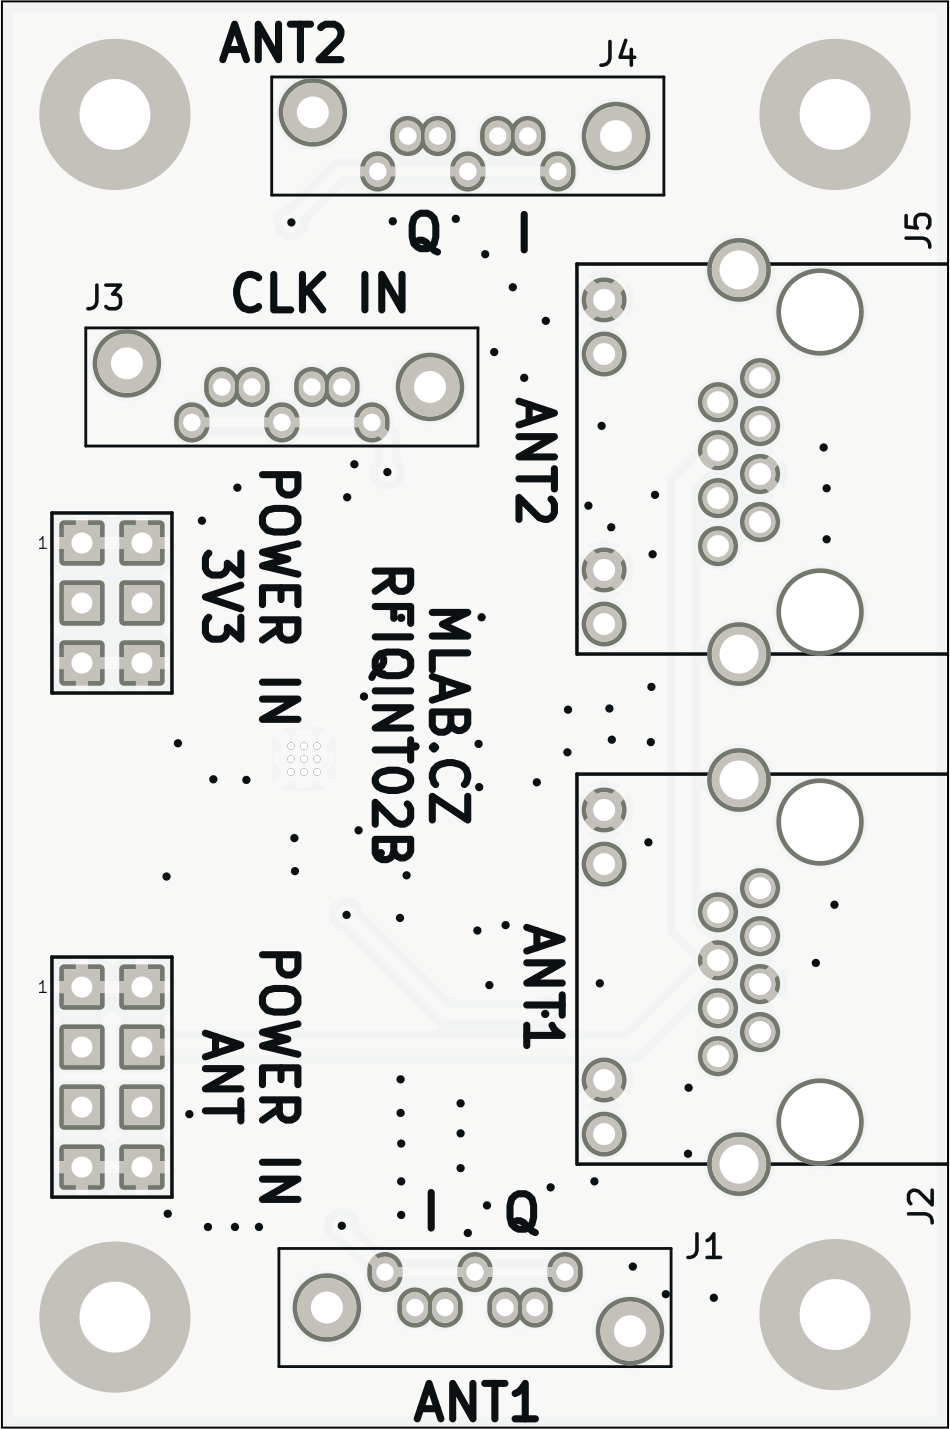 ANT2
J4
Q I
J5
CLK IN
J3
ANT2
POWER IN
3V3
1
MLAB.CZ
RFIQINT02B
ANT1
POWER IN
ANT
1
I Q
J2
J1
ANT1